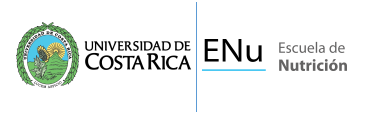 UNIVERSIDAD DE
COSTA RICA
ENu
Escuela de
Nutrición